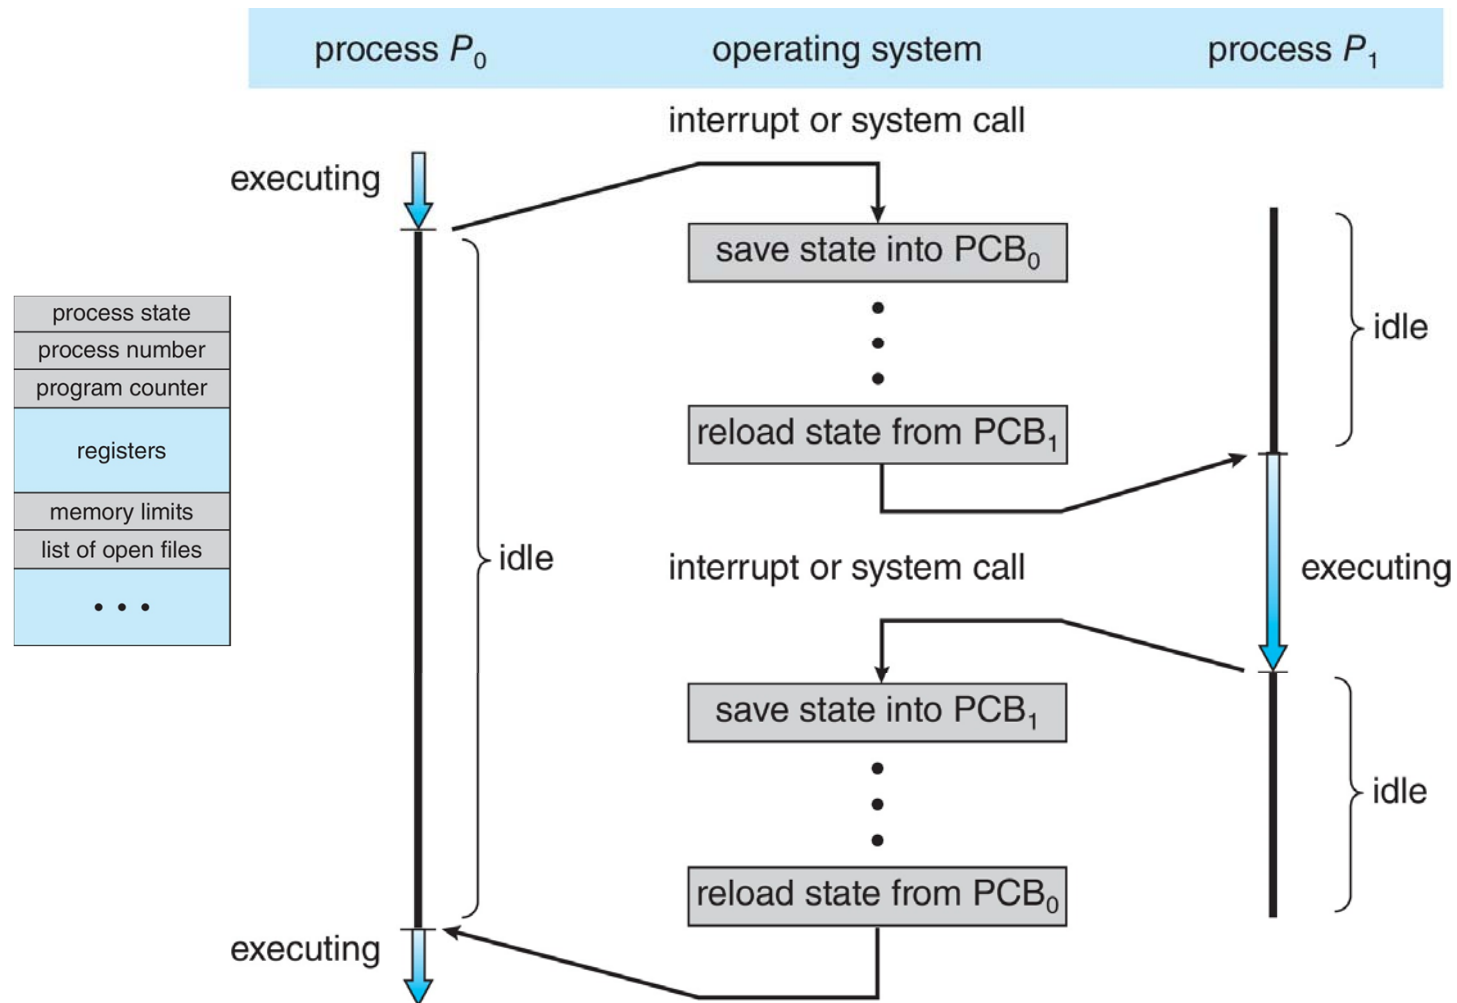 process P0
operating system
process P1
interrupt or system call
executing
save state into PCB0
idle
process state
process number
program counter
registers
memory limits
list of open files
• • •
reload state from PCB1
idle
interrupt or system call
executing
save state into PCB1
idle
reload state from PCB0
executing